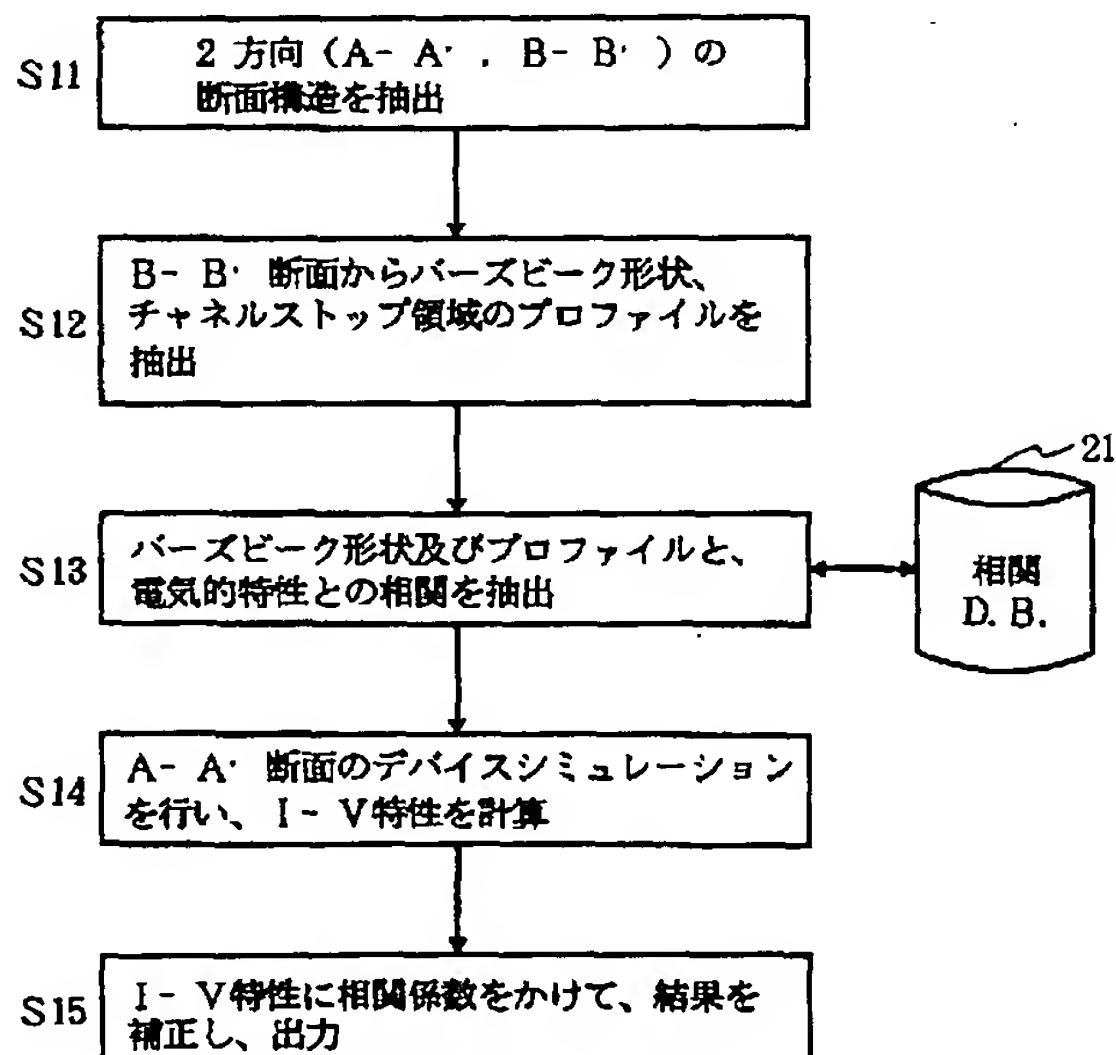 S11
2 方向 (A- A' , B- B' ) の
断面構造を抽出
S12
B- B' 断面からバーズビーク形状、
チャネルストップ領域のプロファイルを
抽出
21
S13
バーズビーク形状及びプロファイルと、
電気的特性との相関を抽出
相関
D. B.
S14
A- A' 断面のデバイスシミュレーション
を行い、I- V特性を計算
S15
I- V特性に相関係数をかけて、結果を
補正し、出力